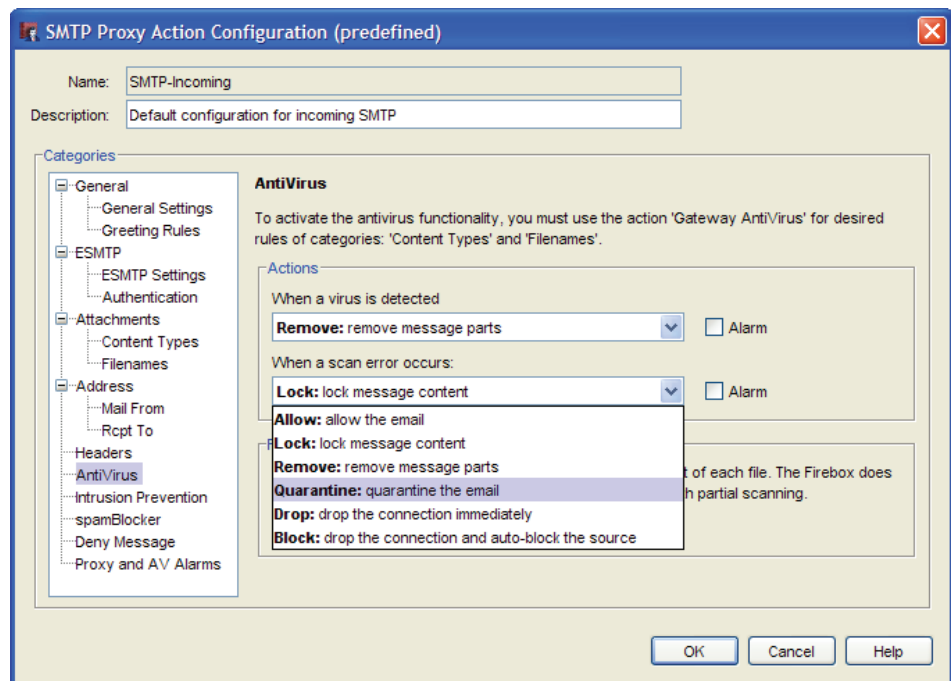 SMTP Proxy Action Configuration (predefined)
Name: SMTP-Incoming
Description: Default configuration for incoming SMTP
Categories
General
General Settings
Greeting Rules
ESMTP
ESMTP Settings
Authentication
Attachments
Content Types
Filenames
Address
Mail From
Rcpt To
Headers
AntiVirus
Intrusion Prevention
spamBlocker
Deny Message
Proxy and AV Alarms
AntiVirus
To activate the antivirus functionality, you must use the action 'Gateway AntiVirus' for desired
rules of categories: 'Content Types' and 'Filenames'.
Actions
When a virus is detected
Remove: remove message parts Alarm
When a scan error occurs:
Lock: lock message content Alarm
Allow: allow the email
Lock: lock message content
Remove: remove message parts
Quarantine: quarantine the email
Drop: drop the connection immediately
Block: drop the connection and auto-block the source
of each file. The Firebox does
partial scanning.
OK Cancel Help